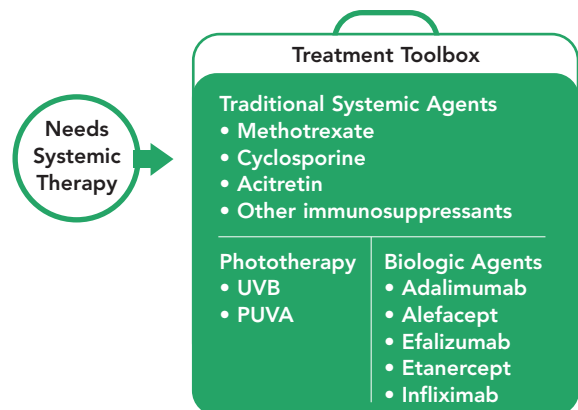 Needs
Systemic
Therapy
Treatment Toolbox
Traditional Systemic Agents
• Methotrexate
• Cyclosporine
• Acitretin
• Other immunosuppressants
Phototherapy
• UVB
• PUVA
Biologic Agents
• Adalimumab
• Alefacept
• Efalizumab
• Etanercept
• Infliximab